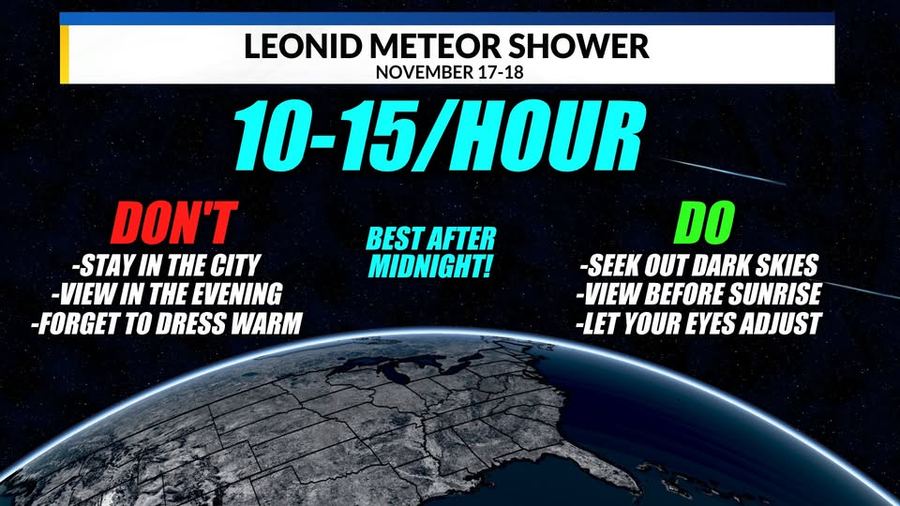 LEONID METEOR SHOWER
NOVEMBER 17-18
10-15/HOUR
DON'T
-STAY IN THE CITY
-VIEW IN THE EVENING
-FORGET TO DRESS WARM
BEST AFTER
MIDNIGHT!
DO
-SEEK OUT DARK SKIES
-VIEW BEFORE SUNRISE
-LET YOUR EYES ADJUST